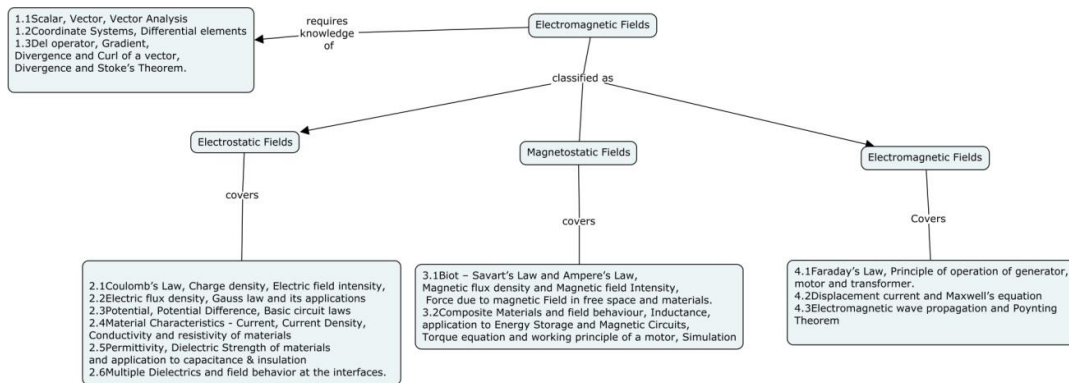 Electromagnetic Fields
requires
knowledge
of
1.1Scalar, Vector, Vector Analysis
1.2Coordinate Systems, Differential elements
1.3Del operator, Gradient,
Divergence and Curl of a vector,
Divergence and Stoke's Theorem.
classified as
Electrostatic Fields
covers
2.1Coulomb's Law, Charge density, Electric field intensity,
2.2Electric flux density, Gauss law and its applications
2.3Potential, Potential Difference, Basic circuit laws
2.4Material Characteristics - Current, Current Density,
Conductivity and resistivity of materials
2.5Permittivity, Dielectric Strength of materials
and application to capacitance & insulation
2.6Multiple Dielectrics and field behavior at the interfaces.
Magnetostatic Fields
covers
3.1Biot – Savart's Law and Ampere's Law,
Magnetic flux density and Magnetic field Intensity,
Force due to magnetic Field in free space and materials.
3.2Composite Materials and field behaviour, Inductance,
application to Energy Storage and Magnetic Circuits,
Torque equation and working principle of a motor, Simulation
Electromagnetic Fields
Covers
4.1Faraday's Law, Principle of operation of generator,
motor and transformer.
4.2Displacement current and Maxwell's equation
4.3Electromagnetic wave propagation and Poynting
Theorem